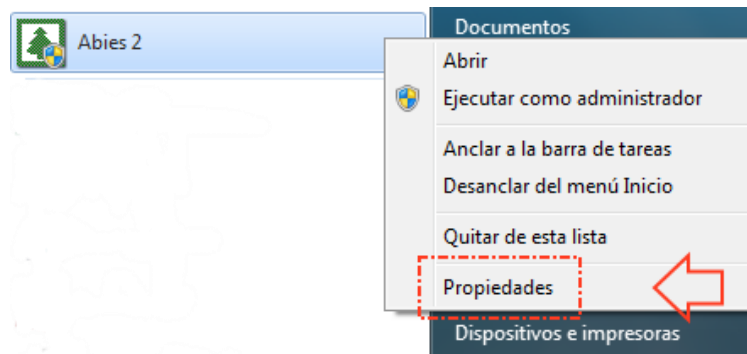 Abies 2
Documentos
Abrir
Ejecutar como administrador
Anclar a la barra de tareas
Desanclar del menú Inicio
Quitar de esta lista
Propiedades
Dispositivos e impresoras